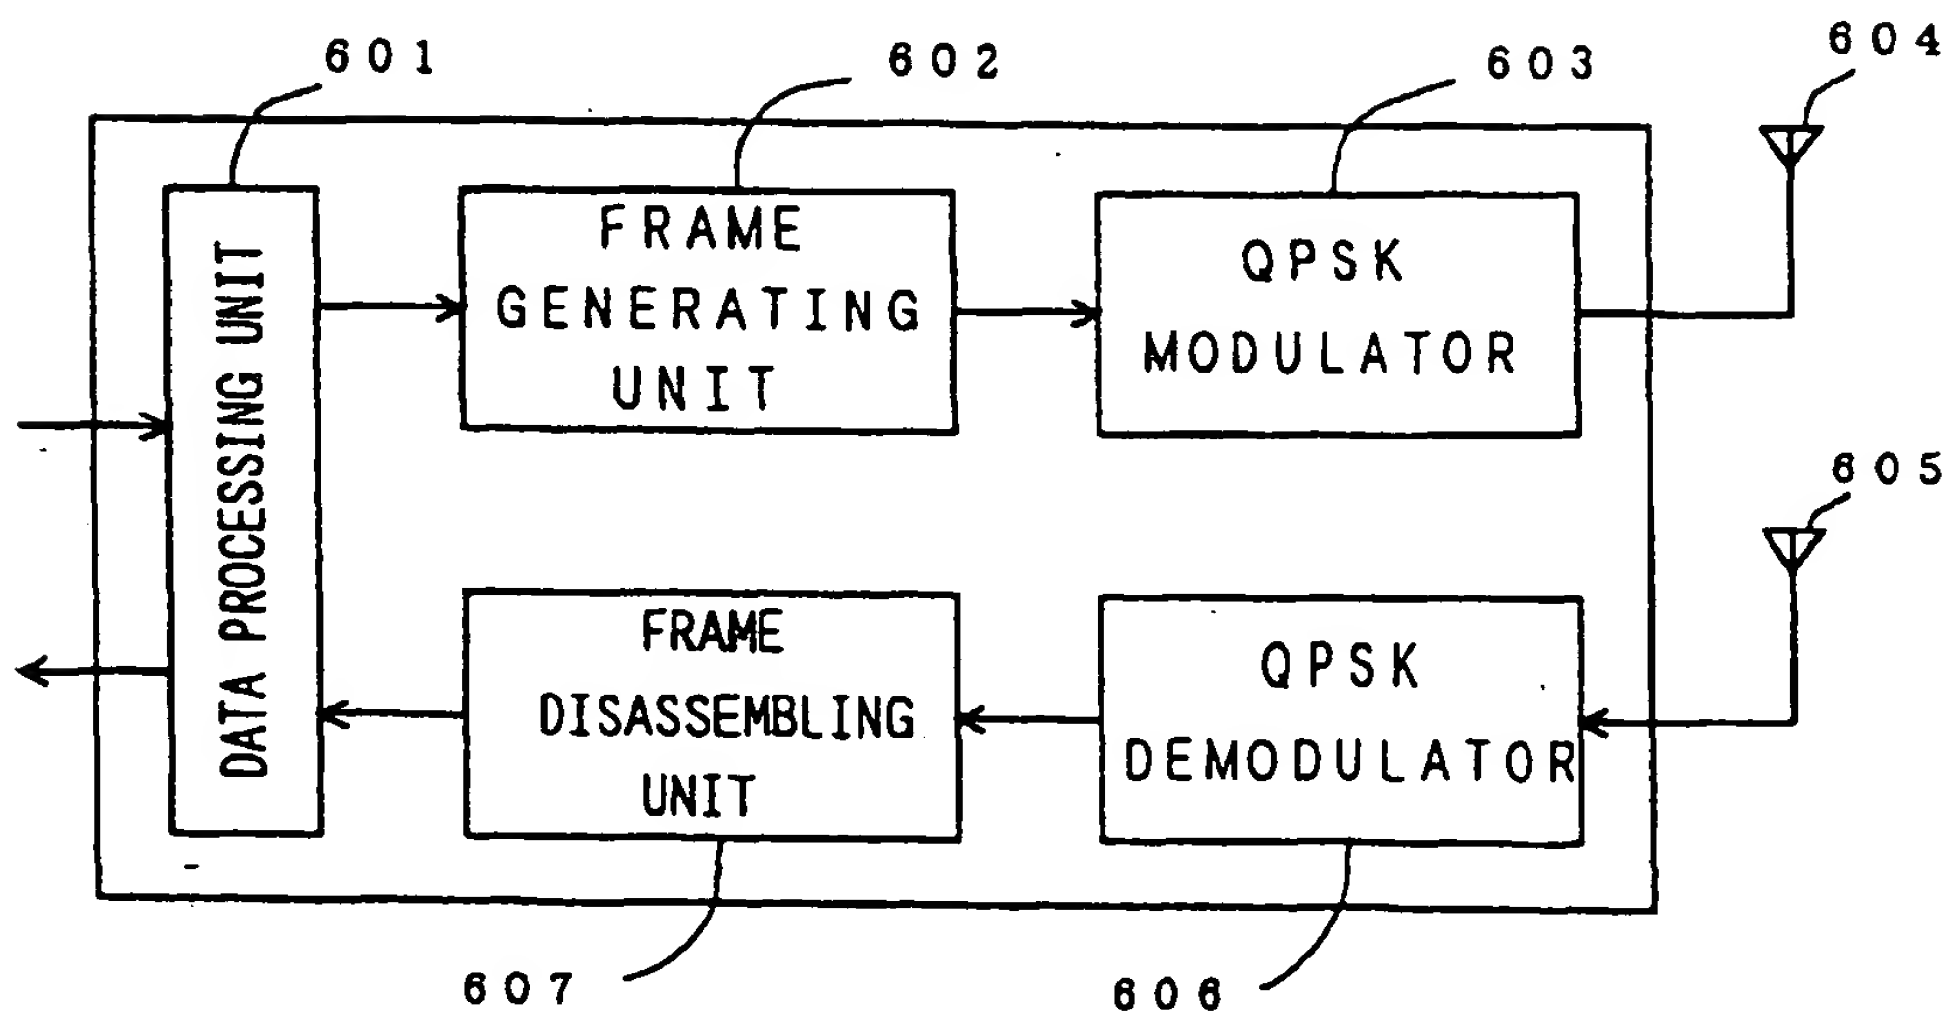 601
602
603
604
FRAME
GENERATING
UNIT
QPSK
MODULATOR
DATA PROCESSING UNIT
605
FRAME
DISASSEMBLING
UNIT
QPSK
DEMODULATOR
607
606